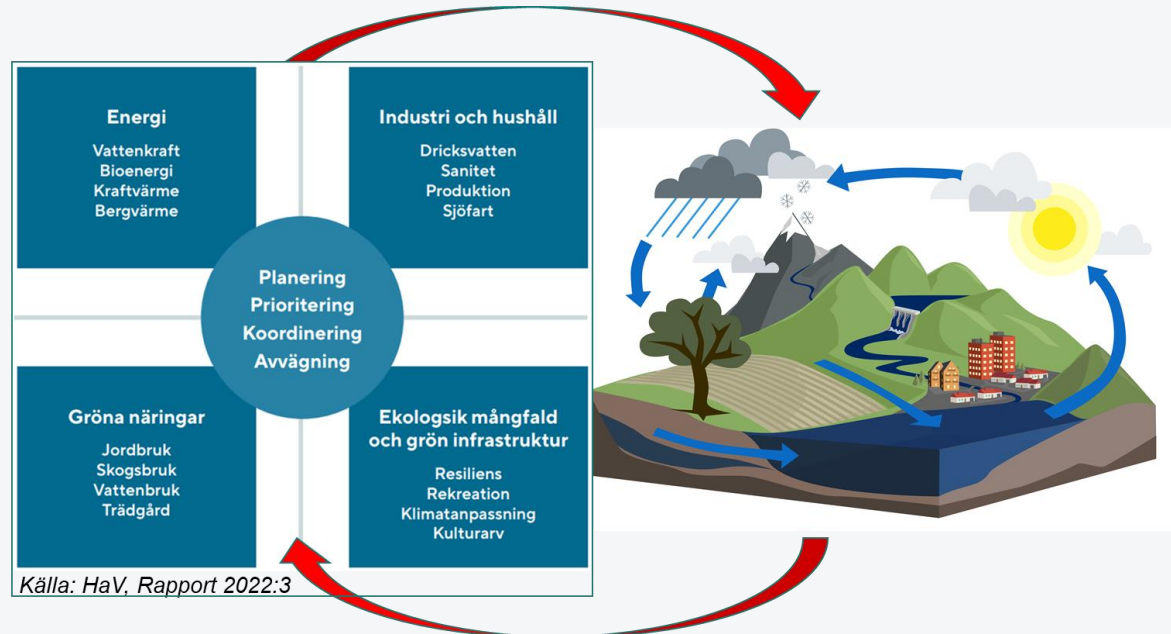 Energi
Vattenkraft
Bioenergi
Kraftvärme
Bergvärme
Industri och hushåll
Dricksvatten
Sanitet
Produktion
Sjöfart
Planering
Prioritering
Koordinering
Avvägning
Gröna näringar
Jordbruk
Skogsbruk
Vattenbruk
Trädgård
Ekologsik mångfald
och grön infrastruktur
Resiliens
Rekreation
Klimatanpassning
Kulturarv
Källa: HaV, Rapport 2022:3